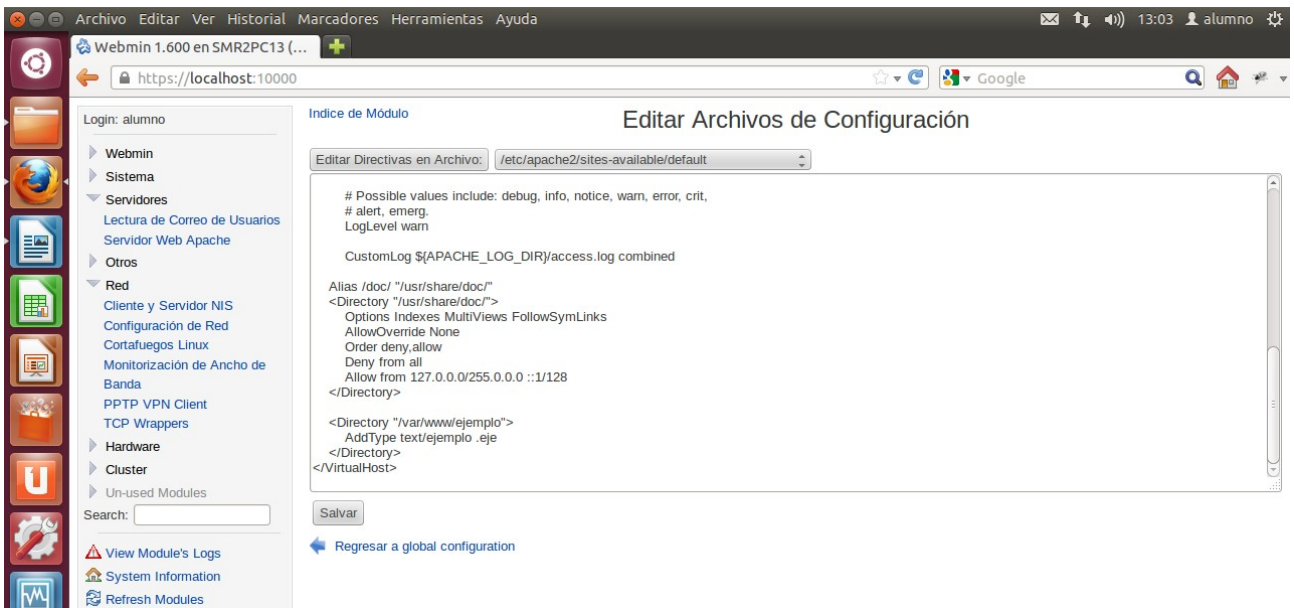 Archivo Editar Ver Historial Marcadores Herramientas Ayuda
13:03 alumno
Webmin 1.600 en SMR2PC13 (...
https://localhost:10000
Google
Login: alumno
Webmin
Sistema
Servidores
Lectura de Correo de Usuarios
Servidor Web Apache
Otros
Red
Cliente y Servidor NIS
Configuración de Red
Cortafuegos Linux
Monitorización de Ancho de
Banda
PPTP VPN Client
TCP Wrappers
Hardware
Cluster
Un-used Modules
Search:
View Module's Logs
System Information
Refresh Modules
Indice de Módulo
Editar Archivos de Configuración
Editar Directivas en Archivo: /etc/apache2/sites-available/default
# Possible values include: debug, info, notice, warn, error, crit,
# alert, emerg.
LogLevel warn
CustomLog ${APACHE_LOG_DIR}/access.log combined
Alias /doc/ "/usr/share/doc/"
<Directory "/usr/share/doc/">
Options Indexes MultiViews FollowSymLinks
AllowOverride None
Order deny,allow
Deny from all
Allow from 127.0.0.0/255.0.0.0 ::1/128
</Directory>
<Directory "/var/www/ejemplo">
AddType text/ejemplo .eje
</Directory>
</VirtualHost>
Salvar
Regresar a global configuration